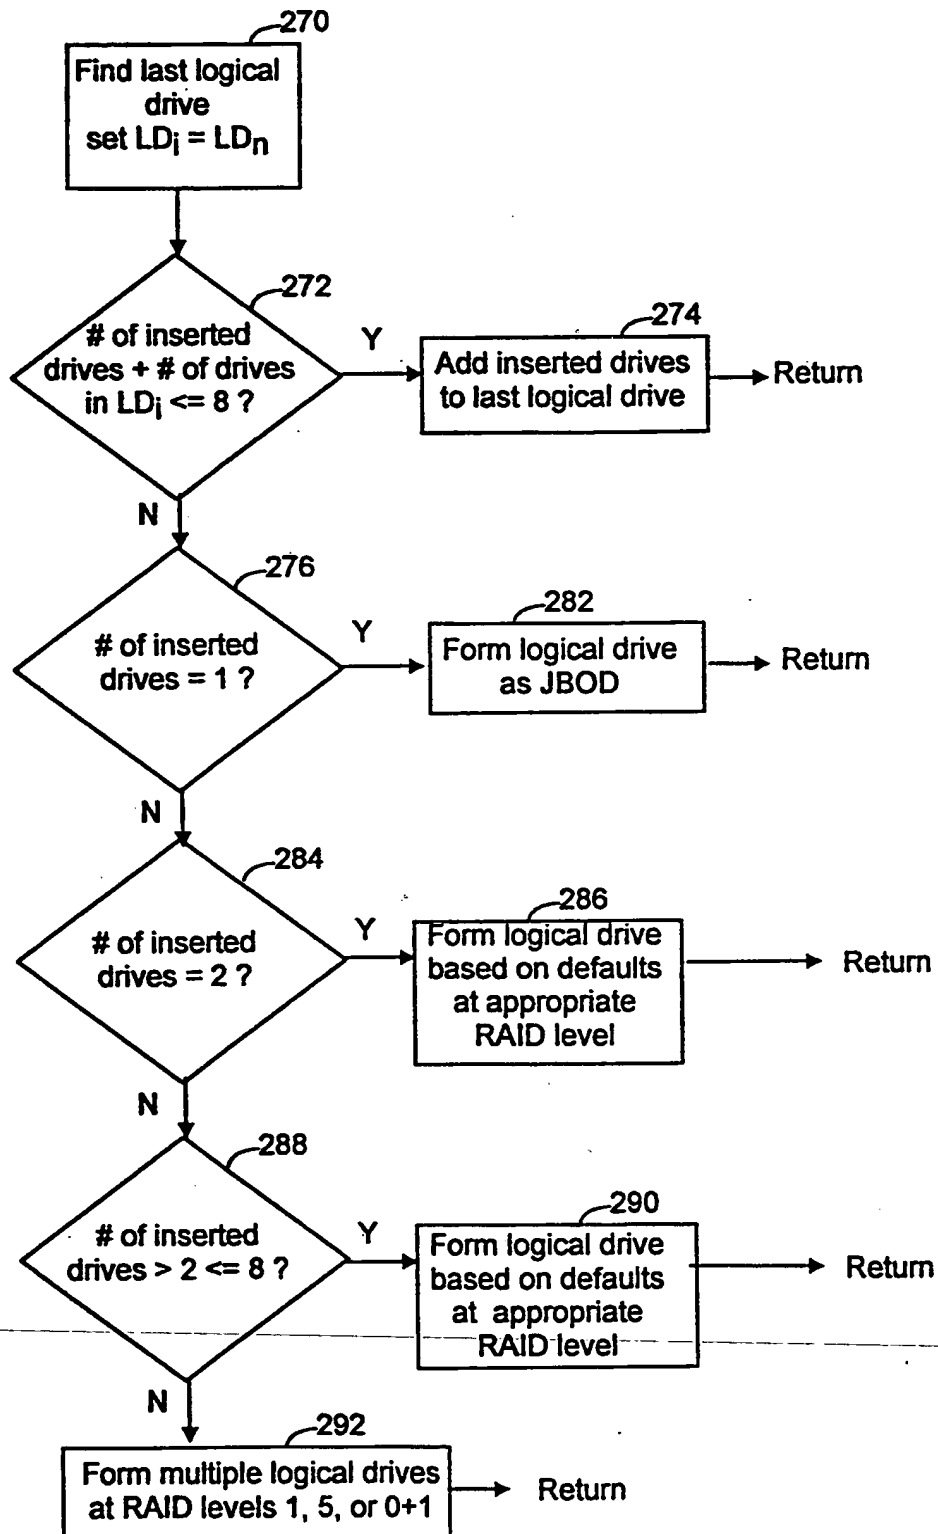 270
Find last logical
drive
set LDi = LDn
272
# of inserted
drives + # of drives
in LDi <= 8 ?
Y
274
Add inserted drives
to last logical drive
Return
N
276
# of inserted
drives = 1 ?
Y
282
Form logical drive
as JBOD
Return
N
284
# of inserted
drives = 2 ?
Y
286
Form logical drive
based on defaults
at appropriate
RAID level
Return
N
288
# of inserted
drives > 2 <= 8 ?
Y
290
Form logical drive
based on defaults
at appropriate
RAID level
Return
N
292
Form multiple logical drives
at RAID levels 1, 5, or 0+1
Return